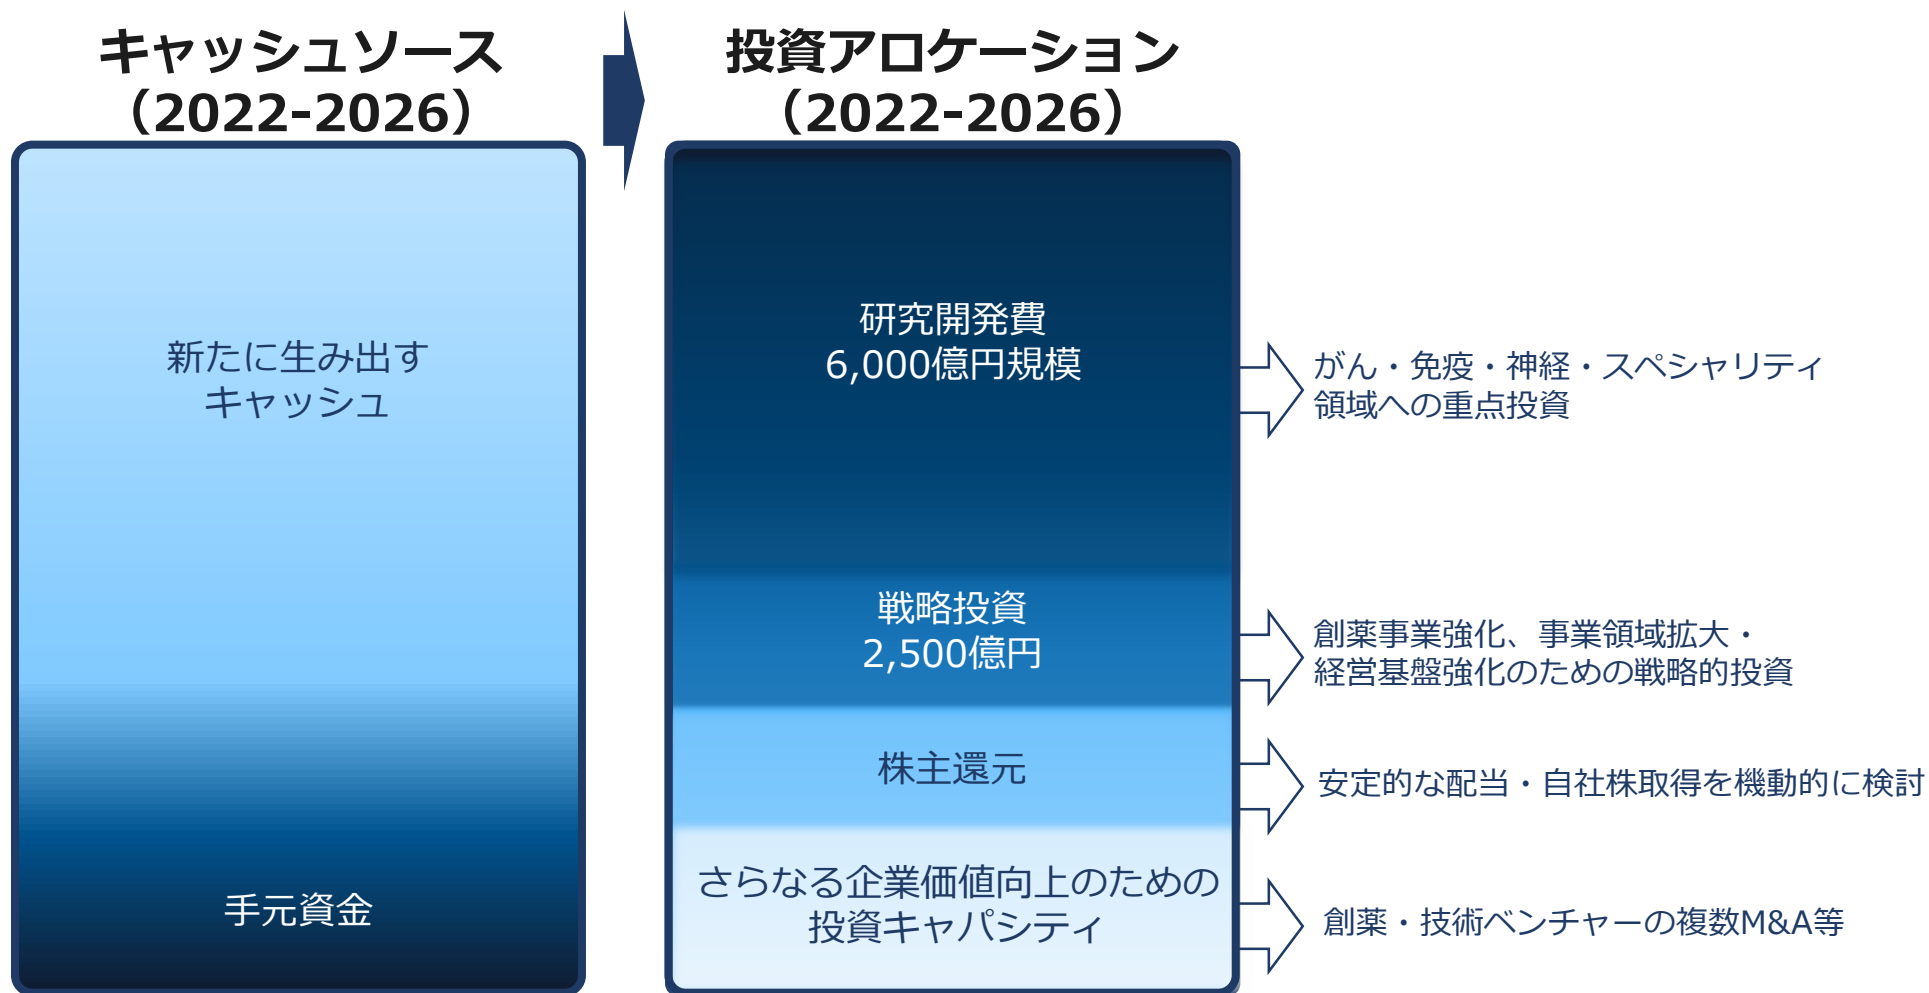 キャッシュソース
（2022-2026）
投資アロケーション
（2022-2026）
新たに生み出す
キャッシュ
手元資金
研究開発費
6,000億円規模
がん・免疫・神経・スペシャリティ
領域への重点投資
戦略投資
2,500億円
創薬事業強化、事業領域拡大・
経営基盤強化のための戦略的投資
株主還元
安定的な配当・自社株取得を機動的に検討
さらなる企業価値向上のための
投資キャパシティ
創薬・技術ベンチャーの複数M&A等